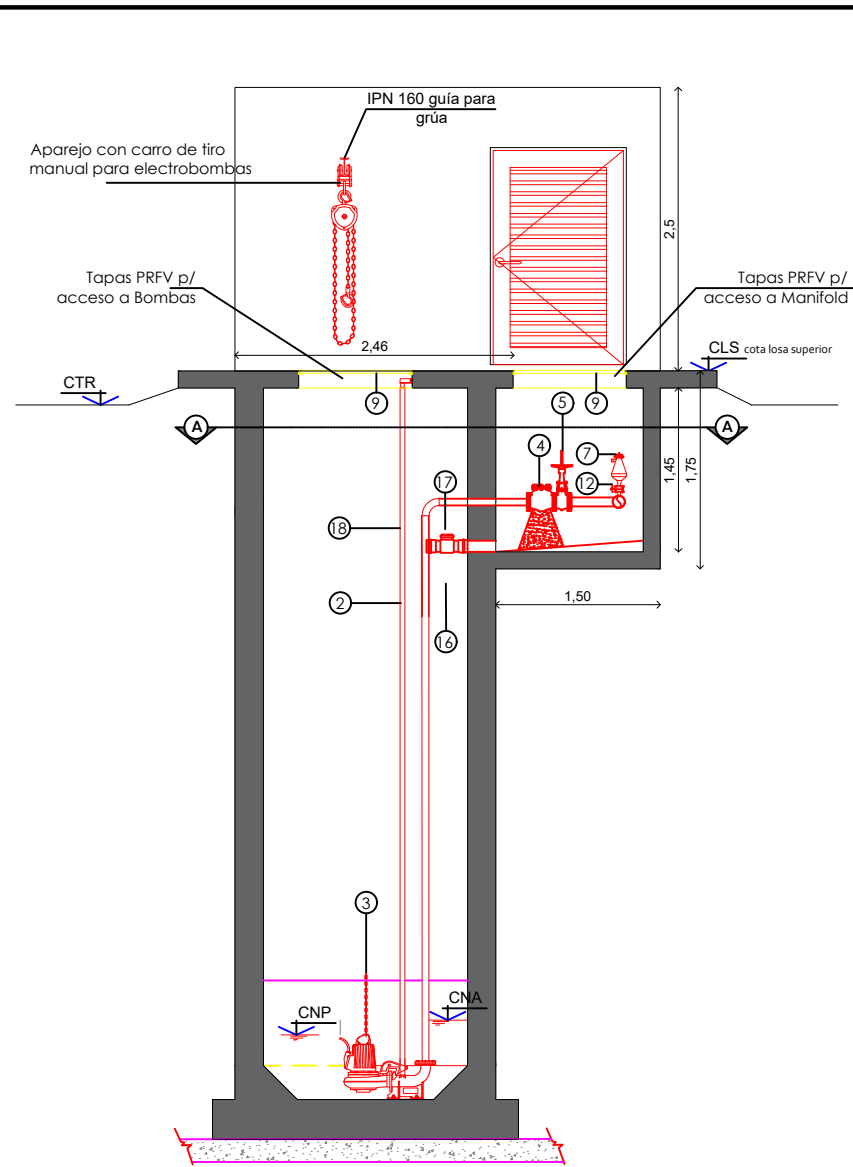 IPN 160 guía para
grúa
Aparejo con carro de tiro
manual para electrobombas
2,5
Tapas PRFV p/
acceso a Bombas
Tapas PRFV p/
acceso a Manifold
2,46
CLS cota losa superior
CTR
9
9
5
A
A
4
7
17
12
1,45
1,75
18
2
1,50
16
3
CNA
CNP